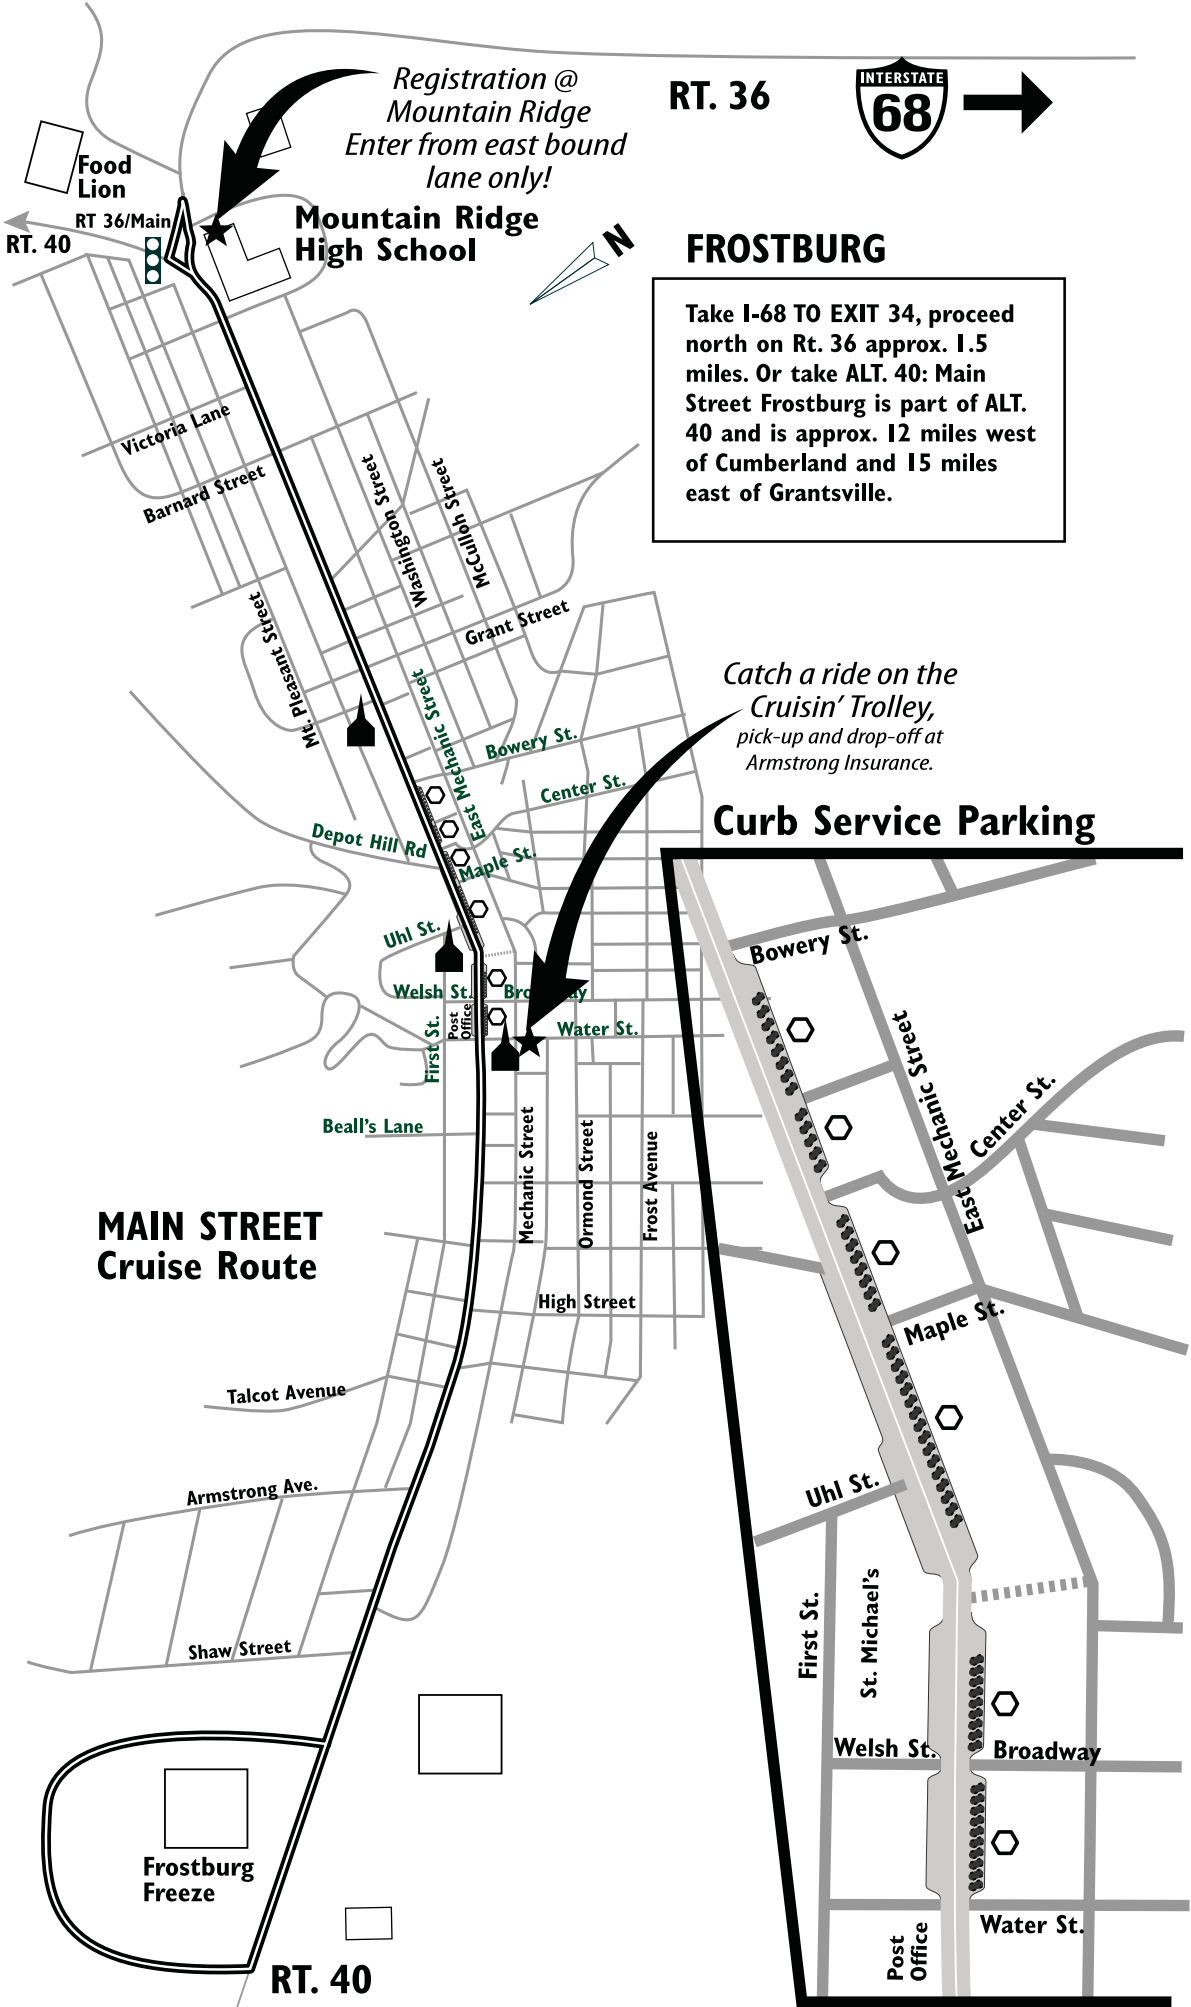 Registration @
Mountain Ridge
Enter from east bound
lane only!
RT. 36
INTERSTATE
68
Food
Lion
RT 36/Main
RT. 40
Mountain Ridge
High School
N
FROSTBURG
Take I-68 TO EXIT 34, proceed
north on Rt. 36 approx. 1.5
miles. Or take ALT. 40: Main
Street Frostburg is part of ALT.
40 and is approx. 12 miles west
of Cumberland and 15 miles
east of Grantsville.
Victoria Lane
Barnard Street
Washington Street
McCulloh Street
Grant Street
Mt. Pleasant Street
East Mechanic Street
Bowery St.
Center St.
Depot Hill Rd
Maple St.
Uhl St.
Welsh St.
Broadway
Post
Office
First St.
Water St.
Beall's Lane
Catch a ride on the
Cruisin' Trolley,
pick-up and drop-off at
Armstrong Insurance.
Mechanic Street
Ormond Street
Frost Avenue
MAIN STREET
Cruise Route
High Street
Talcot Avenue
Armstrong Ave.
Shaw Street
Frostburg
Freeze
RT. 40
Curb Service Parking
Bowery St.
East Mechanic Street
Center St.
Maple St.
Uhl St.
First St.
St. Michael's
Welsh St.
Broadway
Water St.
Post
Office